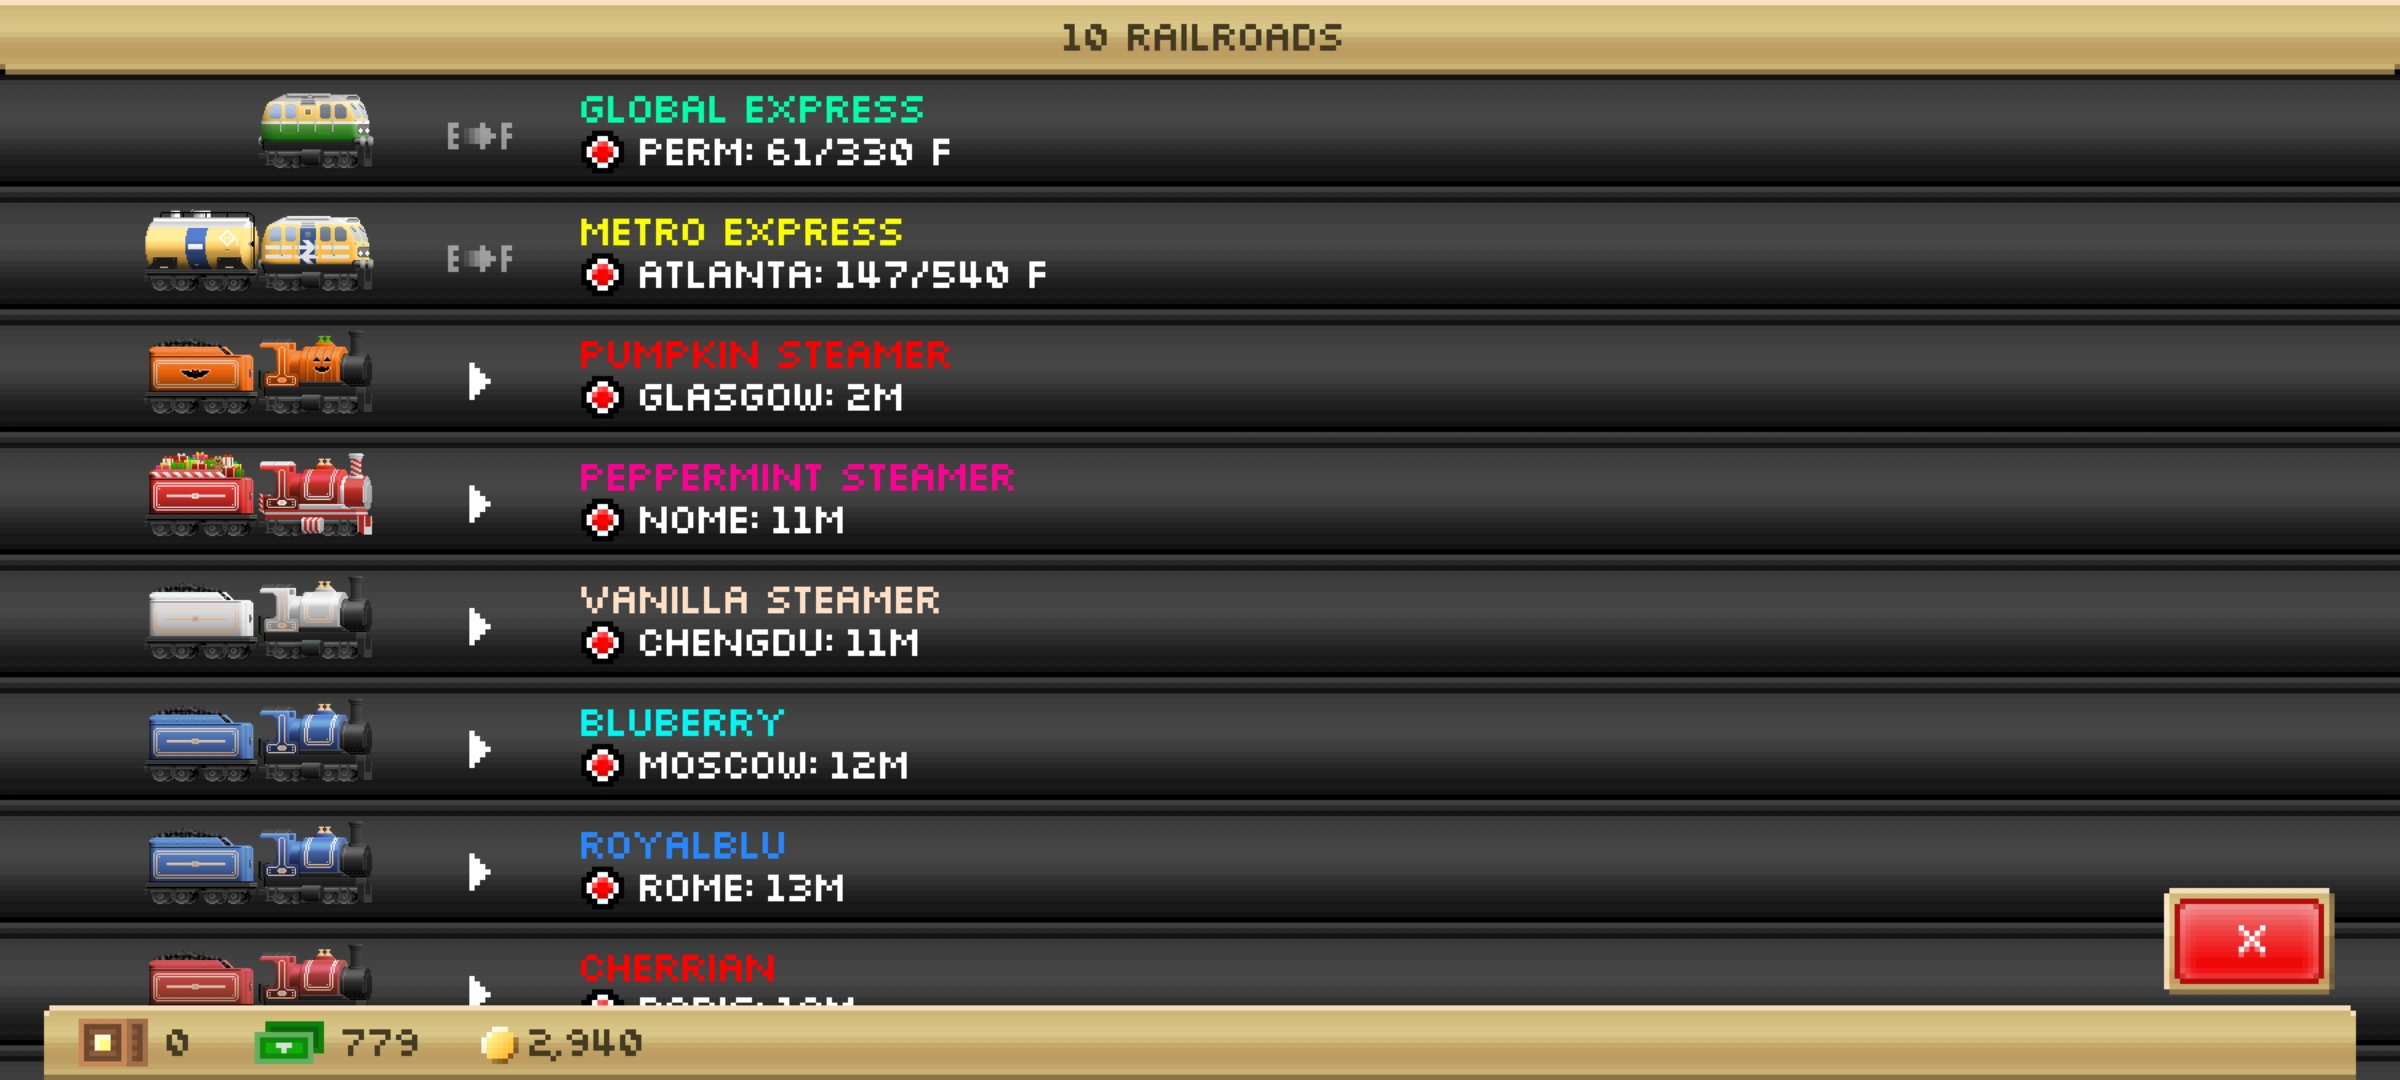 10 RAILROADS
GLOBAL EXPRESS
E F
PERM: 61/330 F
METRO EXPRESS
E F
ATLANTA: 147/540 F
PUMPKIN STEAMER
GLASGOW: 2M
PEPPERMINT STEAMER
NOME: 11M
VANILLA STEAMER
CHENGDU: 11M
BLUBERRY
MOSCOW: 12M
ROYALBLU
ROME: 13M
CHERRIAN
X
0 779 2,940